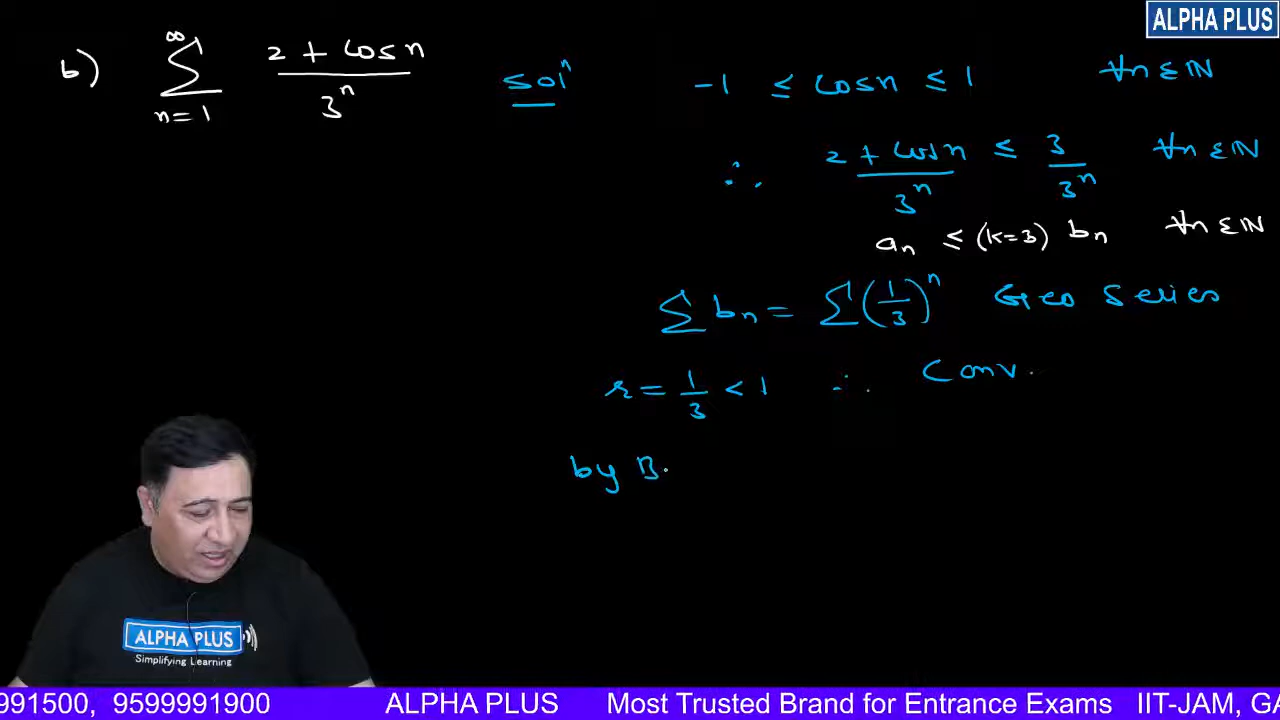 ALPHA PLUS
b) ∞ Σ n=1 (2 + cos n)/3^n
solⁿ -1 ≤ cos n ≤ 1 ∀n ∈ ℕ
∴ (2 + cos n)/3^n ≤ 3/3^n ∀n ∈ ℕ
a_n ≤ (k=3) b_n ∀n ∈ ℕ
Σ b_n = Σ (1/3)^n Geo Series
r = 1/3 < 1 ∴ Conv.
by B.
ALPHA PLUS
Simplifying Learning
991500, 9599991900 ALPHA PLUS Most Trusted Brand for Entrance Exams IIT-JAM, GA